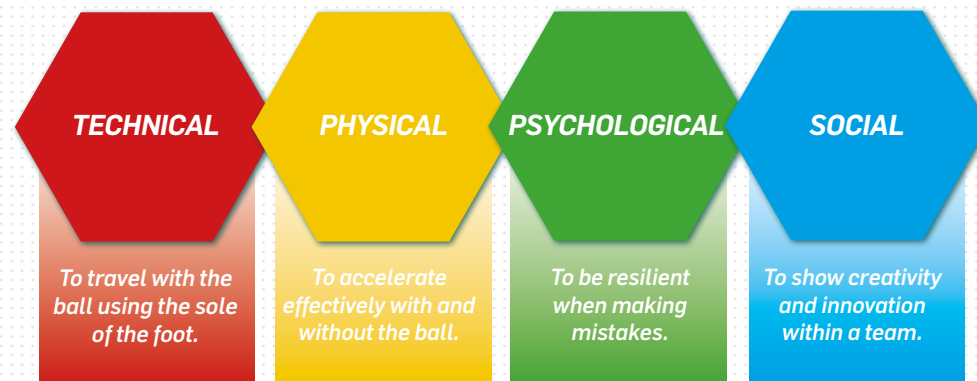 TECHNICAL
To travel with the
ball using the sole
of the foot.
PHYSICAL
To accelerate
effectively with and
without the ball.
PSYCHOLOGICAL
To be resilient
when making
mistakes.
SOCIAL
To show creativity
and innovation
within a team.